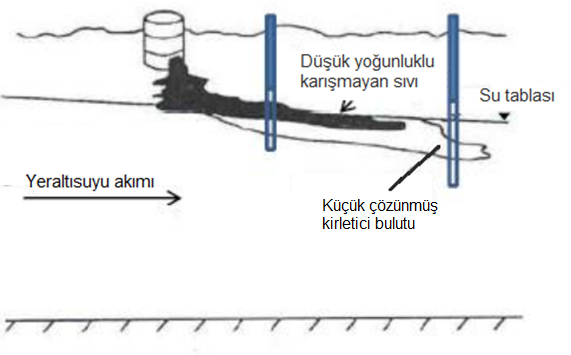 Düşük yoğunluklu
karışmayan sıvı
Su tablası
Yeraltısuyu akımı
Küçük çözünmüş
kirletici bulutu